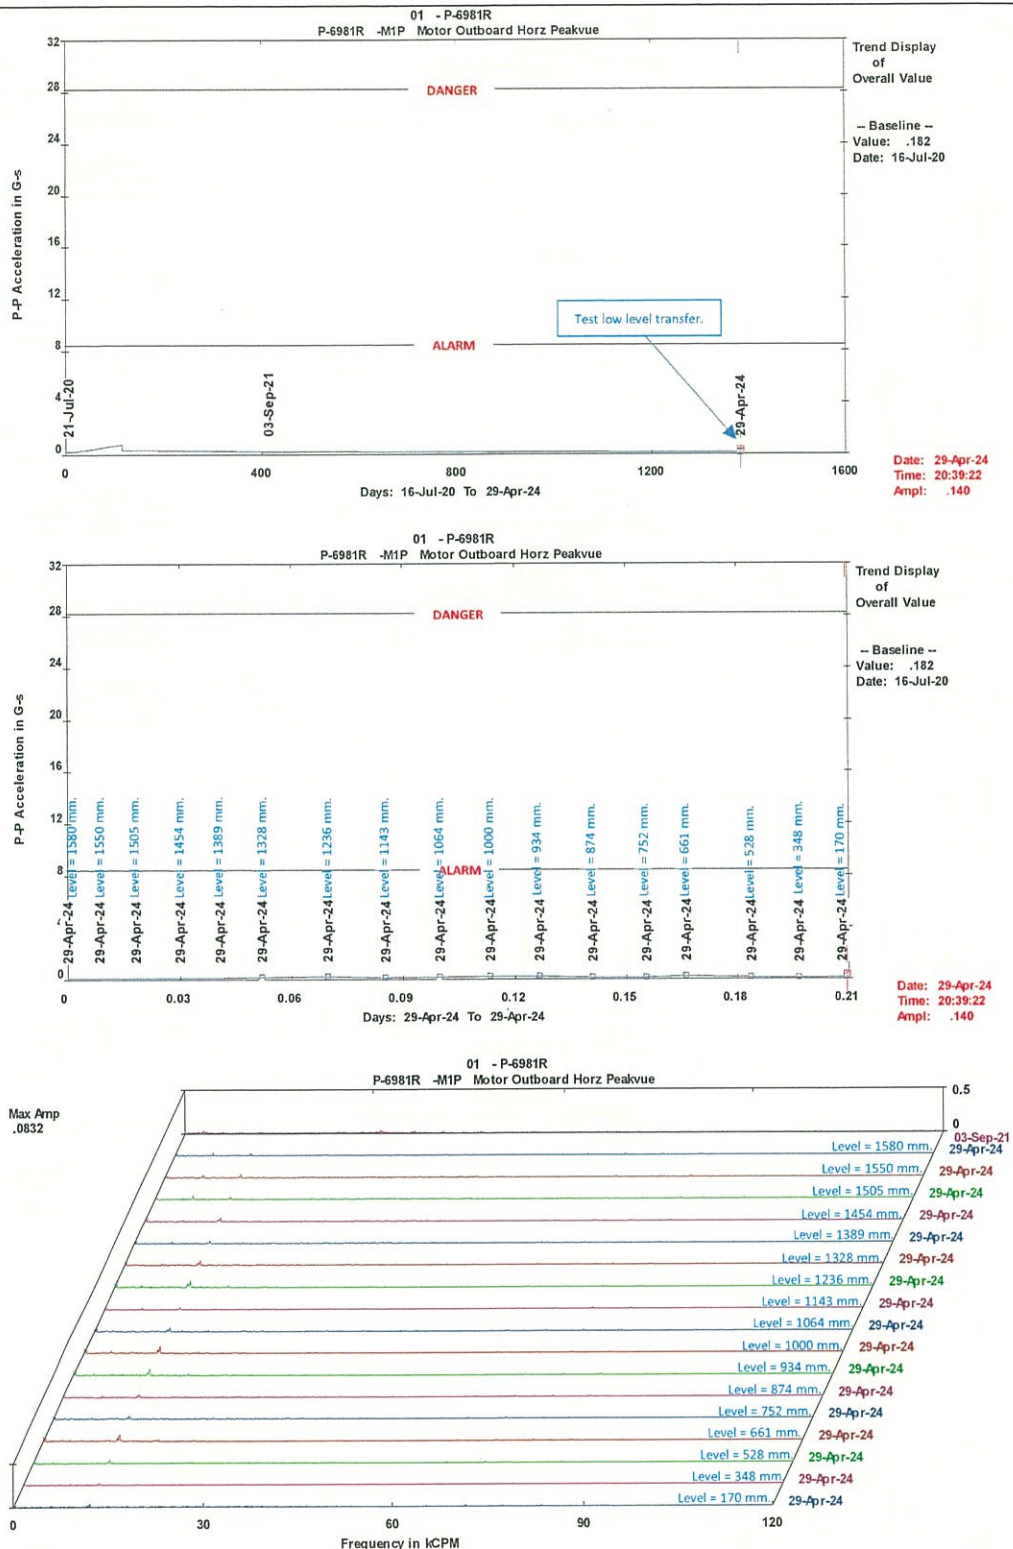 01 - P-6981R
P-6981R -M1P Motor Outboard Horz Peakvue
32
28
24
20
16
12
8
4
0
P-P Acceleration in G-s
DANGER
ALARM
Test low level transfer.
21-Jul-20
03-Sep-21
29-Apr-24
0
400
800
1200
1600
Days: 16-Jul-20 To 29-Apr-24
Trend Display
of
Overall Value
-- Baseline --
Value: .182
Date: 16-Jul-20
Date: 29-Apr-24
Time: 20:39:22
Ampl: .140
01 - P-6981R
P-6981R -M1P Motor Outboard Horz Peakvue
32
28
24
20
16
12
8
4
0
P-P Acceleration in G-s
DANGER
ALARM
29-Apr-24 Level = 1580 mm.
29-Apr-24 Level = 1550 mm.
29-Apr-24 Level = 1505 mm.
29-Apr-24 Level = 1454 mm.
29-Apr-24 Level = 1389 mm.
29-Apr-24 Level = 1328 mm.
29-Apr-24 Level = 1236 mm.
29-Apr-24 Level = 1143 mm.
29-Apr-24 Level = 1064 mm.
29-Apr-24 Level = 1000 mm.
29-Apr-24 Level = 934 mm.
29-Apr-24 Level = 874 mm.
29-Apr-24 Level = 752 mm.
29-Apr-24 Level = 661 mm.
29-Apr-24 Level = 528 mm.
29-Apr-24 Level = 348 mm.
29-Apr-24 Level = 170 mm.
0
0.03
0.06
0.09
0.12
0.15
0.18
0.21
Days: 29-Apr-24 To 29-Apr-24
Trend Display
of
Overall Value
-- Baseline --
Value: .182
Date: 16-Jul-20
Date: 29-Apr-24
Time: 20:39:22
Ampl: .140
01 - P-6981R
P-6981R -M1P Motor Outboard Horz Peakvue
Max Amp
.0832
0.5
0
03-Sep-21
Level = 1580 mm. 29-Apr-24
Level = 1550 mm. 29-Apr-24
Level = 1505 mm. 29-Apr-24
Level = 1454 mm. 29-Apr-24
Level = 1389 mm. 29-Apr-24
Level = 1328 mm. 29-Apr-24
Level = 1236 mm. 29-Apr-24
Level = 1143 mm. 29-Apr-24
Level = 1064 mm. 29-Apr-24
Level = 1000 mm. 29-Apr-24
Level = 934 mm. 29-Apr-24
Level = 874 mm. 29-Apr-24
Level = 752 mm. 29-Apr-24
Level = 661 mm. 29-Apr-24
Level = 528 mm. 29-Apr-24
Level = 348 mm. 29-Apr-24
Level = 170 mm. 29-Apr-24
0
30
60
90
120
Frequency in kCPM